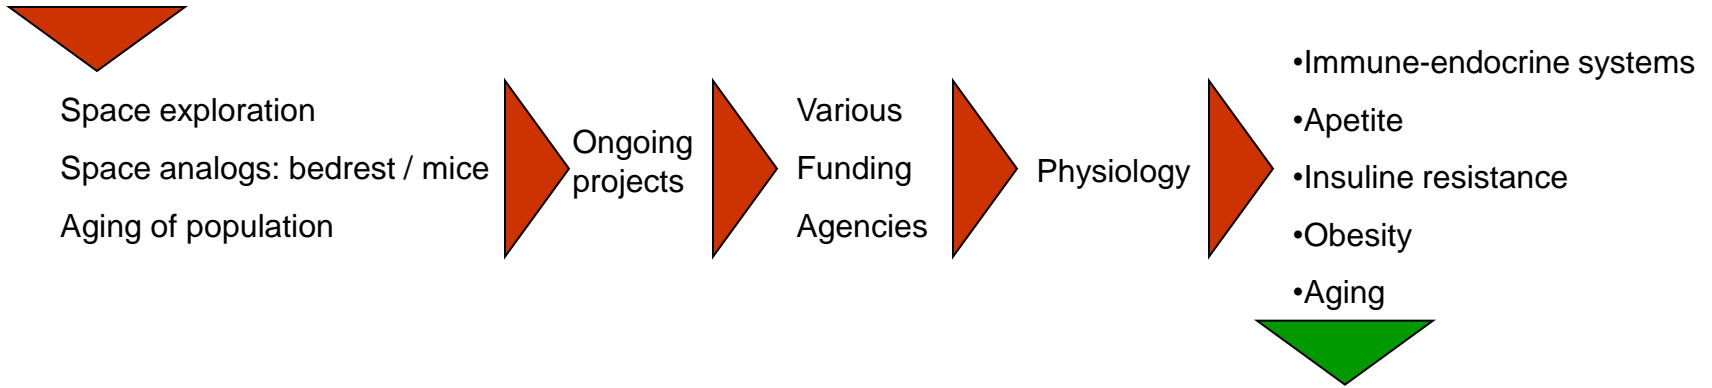 Space exploration
Space analogs: bedrest / mice
Aging of population
Ongoing
projects
Various
Funding
Agencies
Physiology
•Immune-endocrine systems
•Apetite
•Insuline resistance
•Obesity
•Aging